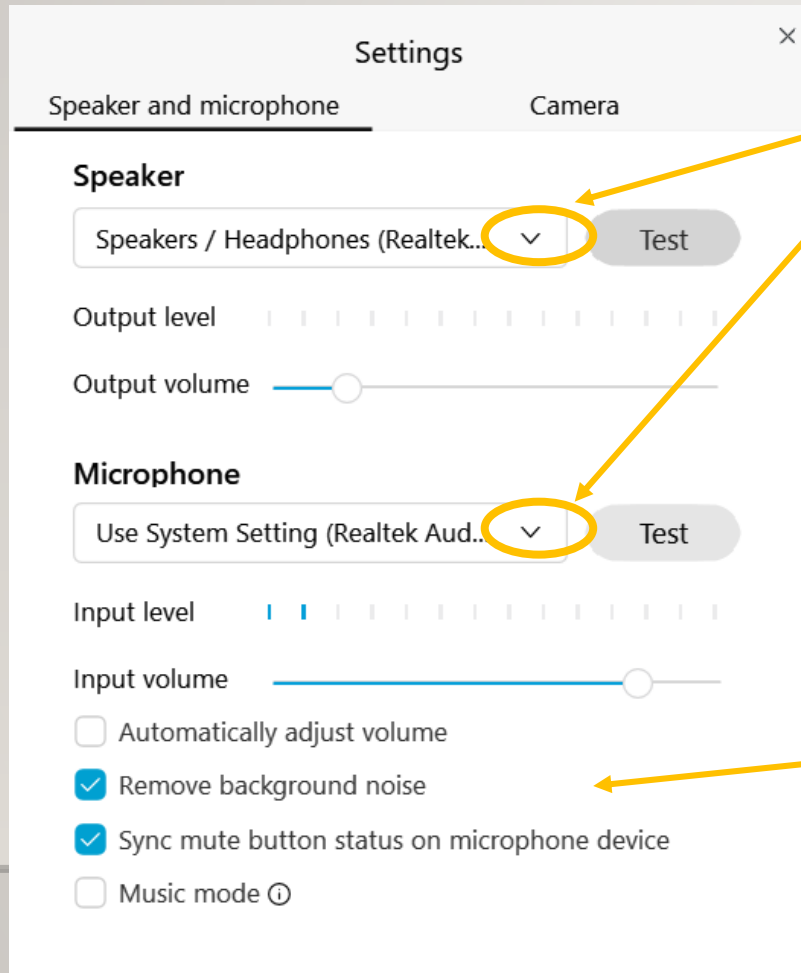 Settings
Speaker and microphone
Camera
Speaker
Speakers / Headphones (Realtek...
Test
Output level
Output volume
Microphone
Use System Setting (Realtek Aud...
Test
Input level
Input volume
Automatically adjust volume
Remove background noise
Sync mute button status on microphone device
Music mode